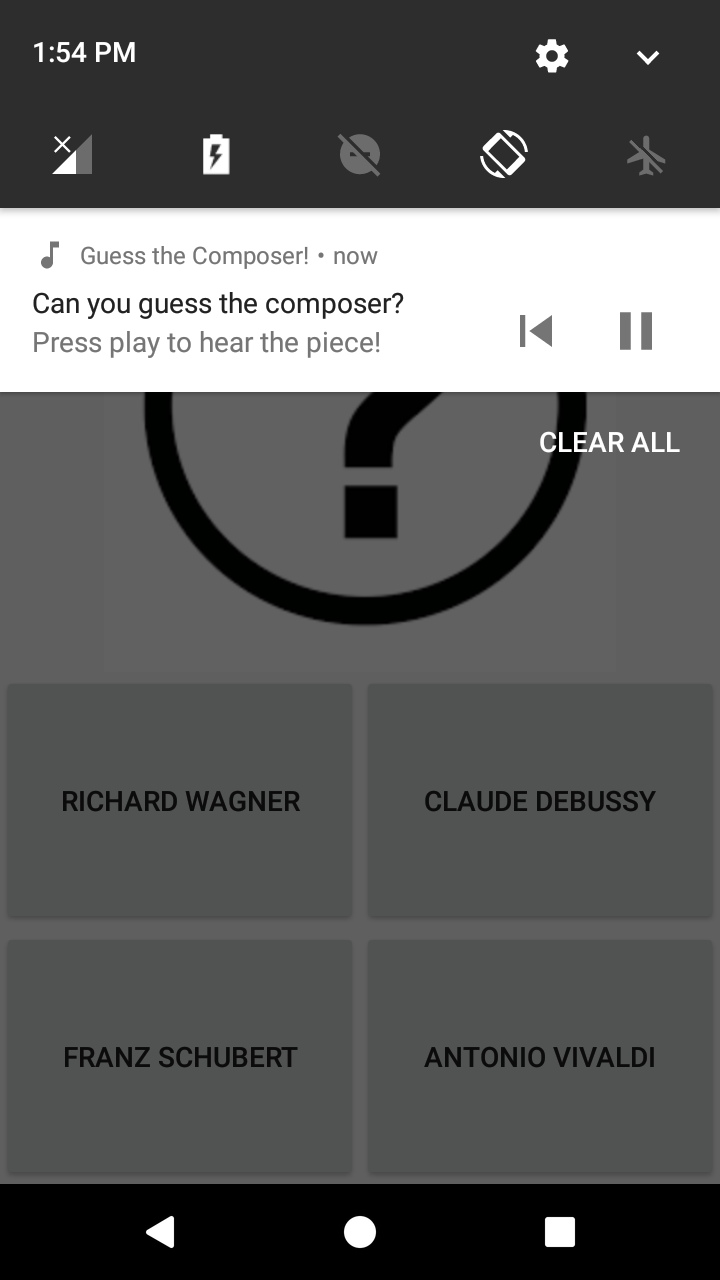 1:54 PM
Guess the Composer! • now
Can you guess the composer?
Press play to hear the piece!
CLEAR ALL
RICHARD WAGNER
CLAUDE DEBUSSY
FRANZ SCHUBERT
ANTONIO VIVALDI